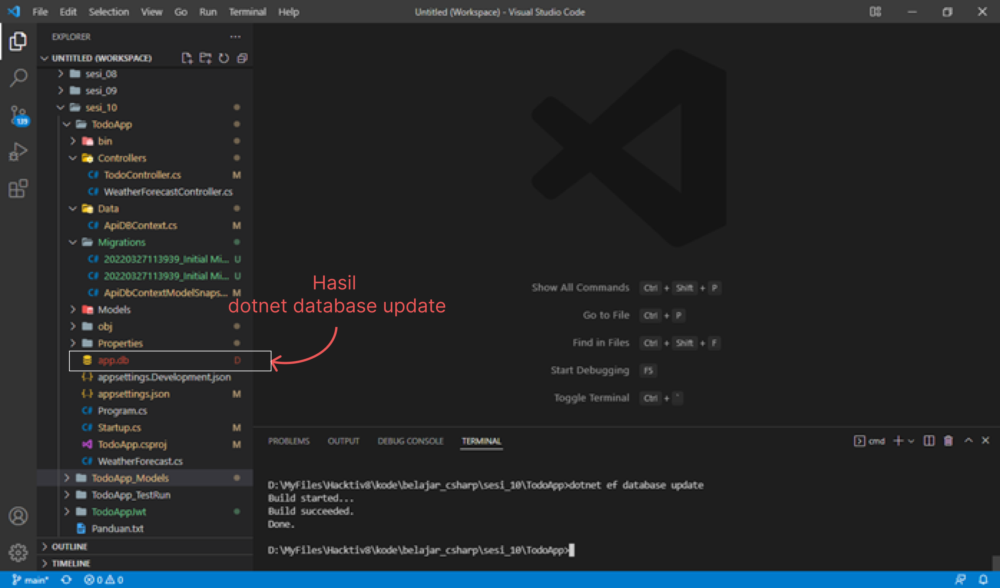 File Edit Selection View Go Run Terminal Help
Untitled (Workspace) - Visual Studio Code
EXPLORER
UNTITLED (WORKSPACE)
sesi_08
sesi_09
sesi_10
139
TodoApp
bin
Controllers
C# TodoController.cs M
C# WeatherForecastController.cs
Data
C# ApiDBContext.cs M
Migrations
C# 20220327113939_Initial Mi... U
C# 20220327113939_Initial Mi... U
C# ApiDbContextModelSnaps... M
Models
obj
Properties
app.db D
{} appsettings.Development.json
{} appsettings.json M
C# Program.cs
C# Startup.cs M
TodoApp.csproj M
C# WeatherForecast.cs
TodoApp_Models
TodoApp_TestRun
TodoAppJwt
Panduan.txt
OUTLINE
TIMELINE
Hasil
dotnet database update
Show All Commands Ctrl + Shift + P
Go to File Ctrl + P
Find in Files Ctrl + Shift + F
Start Debugging F5
Toggle Terminal Ctrl + `
PROBLEMS OUTPUT DEBUG CONSOLE TERMINAL
cmd
D:\MyFiles\Hacktiv8\kode\belajar_csharp\sesi_10\TodoApp>dotnet ef database update
Build started...
Build succeeded.
Done.
D:\MyFiles\Hacktiv8\kode\belajar_csharp\sesi_10\TodoApp>
main* 0 0